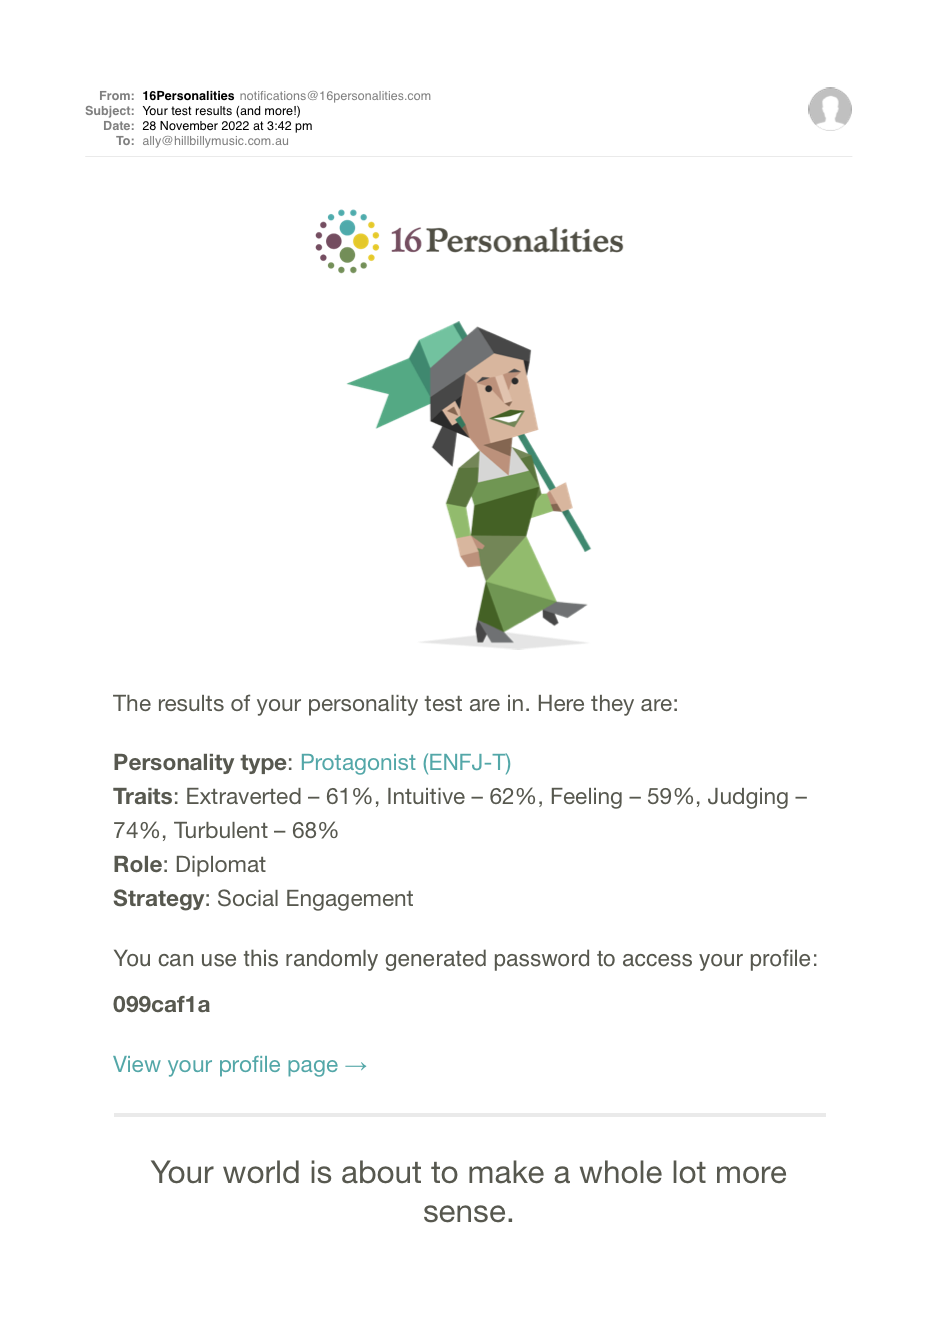 From: 16Personalities notifications@16personalities.com
Subject: Your test results (and more!)
Date: 28 November 2022 at 3:42 pm
To: ally@hillbillymusic.com.au
16Personalities
The results of your personality test are in. Here they are:
Personality type: Protagonist (ENFJ-T)
Traits: Extraverted – 61%, Intuitive – 62%, Feeling – 59%, Judging –
74%, Turbulent – 68%
Role: Diplomat
Strategy: Social Engagement
You can use this randomly generated password to access your profile:
099caf1a
View your profile page →
Your world is about to make a whole lot more
sense.